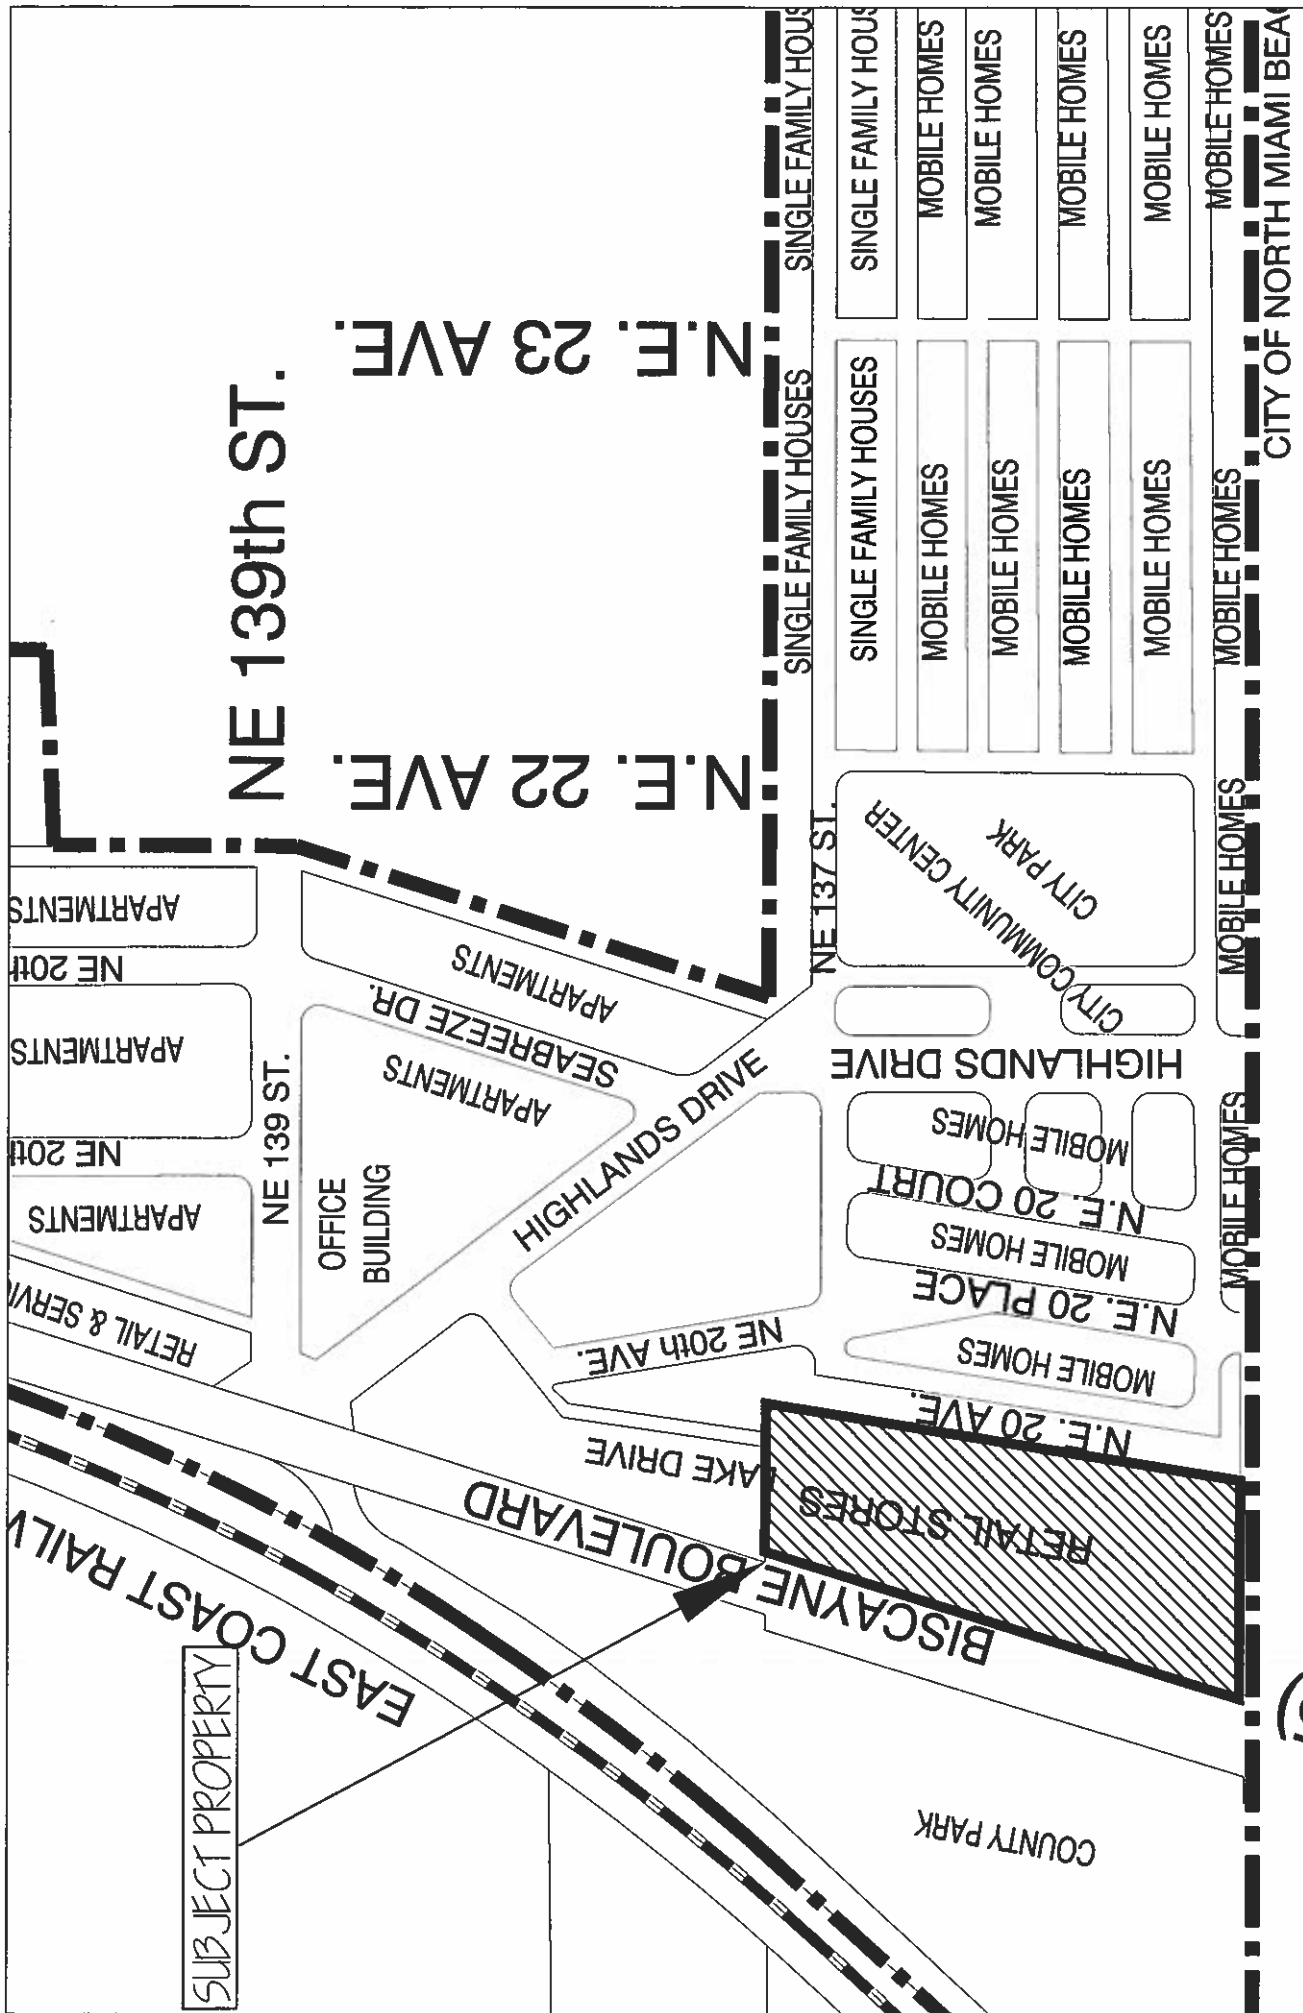 SUBJECT PROPERTY
EAST COAST RAILW
BISCAYNE BOULEVARD
COUNTY PARK
RETAIL STORES
LAKE DRIVE
N.E. 20 AVE.
NE 20th AVE.
MOBILE HOMES
N.E. 20 PLACE
MOBILE HOMES
N.E. 20 COURT
MOBILE HOMES
MOBILE HOMES
HIGHLANDS DRIVE
HIGHLANDS DRIVE
RETAIL & SERVIC
APARTMENTS
NE 20th
APARTMENTS
NE 20th
APARTMENTS
NE 139 ST.
OFFICE
BUILDING
APARTMENTS
SEABREEZE DR.
APARTMENTS
CITY COMMUNITY CENTER
CITY PARK
NE 137 ST.
MOBILE HOMES
NE 139th ST.
N.E. 22 AVE.
N.E. 23 AVE.
SINGLE FAMILY HOUSES
SINGLE FAMILY HOUSES
MOBILE HOMES
MOBILE HOMES
MOBILE HOMES
MOBILE HOMES
MOBILE HOMES
SINGLE FAMILY HOUS
SINGLE FAMILY HOUS
MOBILE HOMES
MOBILE HOMES
MOBILE HOMES
MOBILE HOMES
MOBILE HOMES
CITY OF NORTH MIAMI BEAC